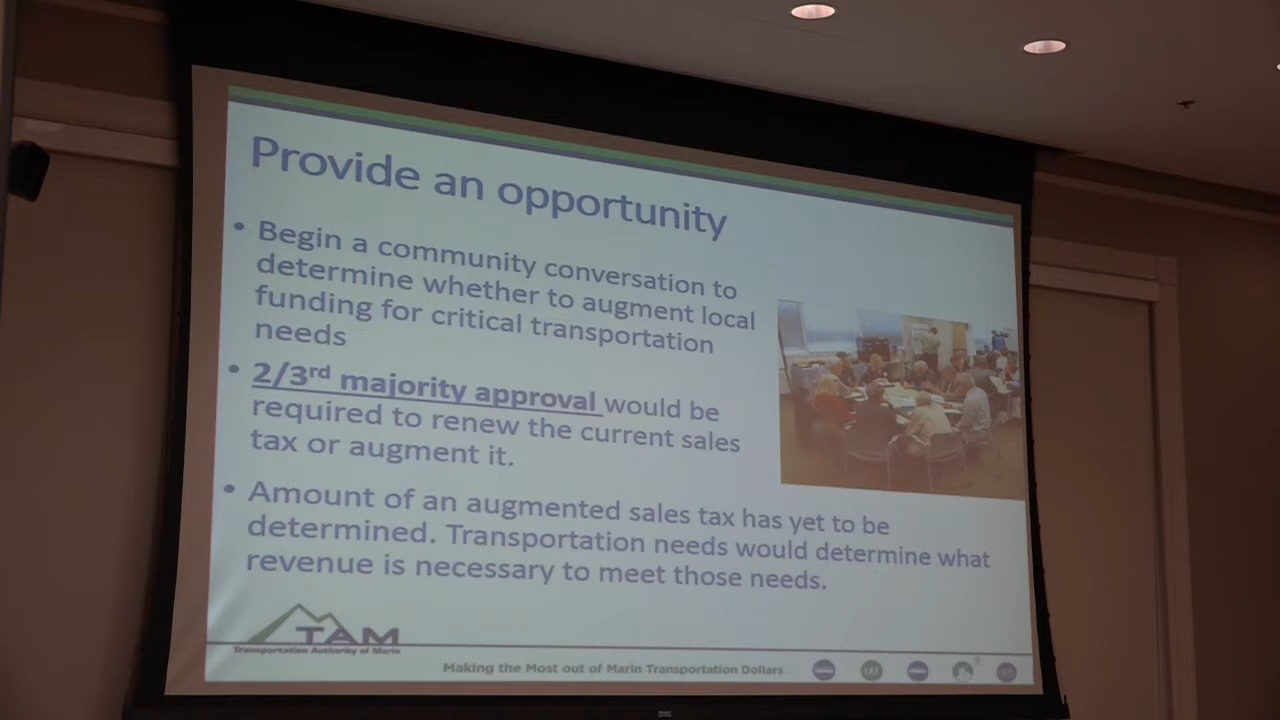 Provide an opportunity
• Begin a community conversation to
determine whether to augment local
funding for critical transportation
needs
• 2/3rd majority approval would be
required to renew the current sales
tax or augment it.
• Amount of an augmented sales tax has yet to be
determined. Transportation needs would determine what
revenue is necessary to meet those needs.
TAM
Transportation Authority of Marin
Making the Most out of Marin Transportation Dollars
9